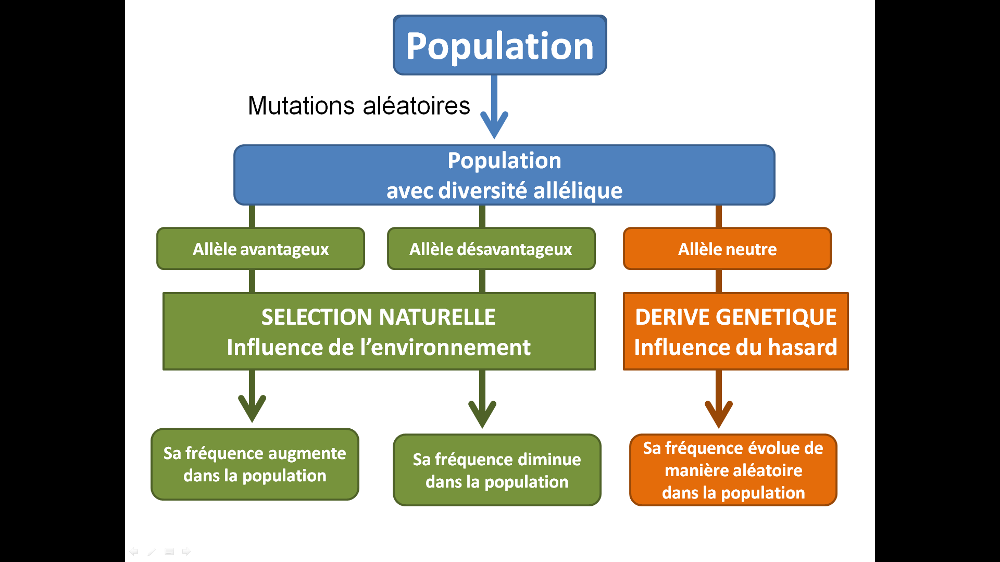 Population
Mutations aléatoires
Population
avec diversité allélique
Allèle avantageux
Allèle désavantageux
Allèle neutre
SELECTION NATURELLE
Influence de l’environnement
DERIVE GENETIQUE
Influence du hasard
Sa fréquence augmente
dans la population
Sa fréquence diminue
dans la population
Sa fréquence évolue de
manière aléatoire
dans la population